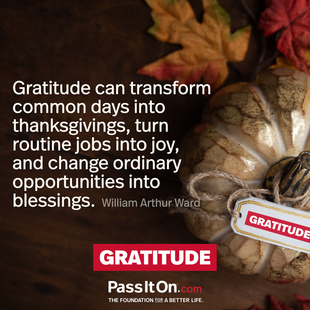 Gratitude can transform
common days into
thanksgivings, turn
routine jobs into joy,
and change ordinary
opportunities into
blessings. William Arthur Ward
GRATITUDE
GRATITUDE
PassItOn.com
THE FOUNDATION FOR A BETTER LIFE.